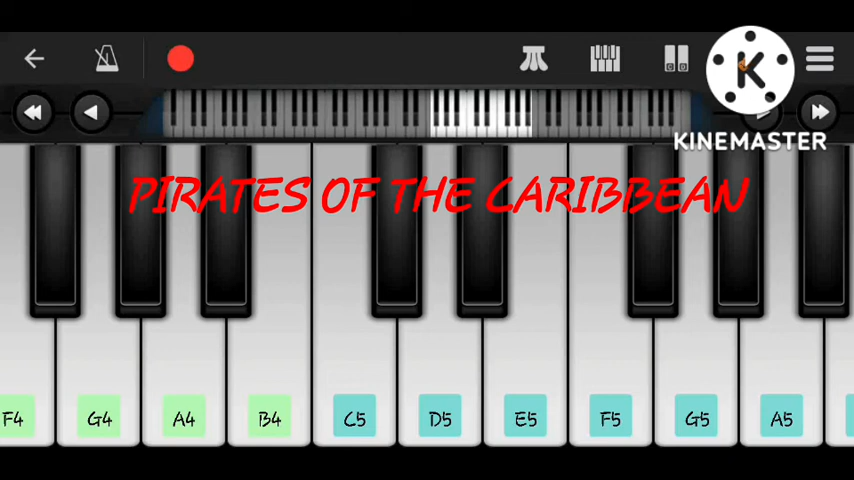 KINEMASTER
PIRATES OF THE CARIBBEAN
F4 G4 A4 B4 C5 D5 E5 F5 G5 A5